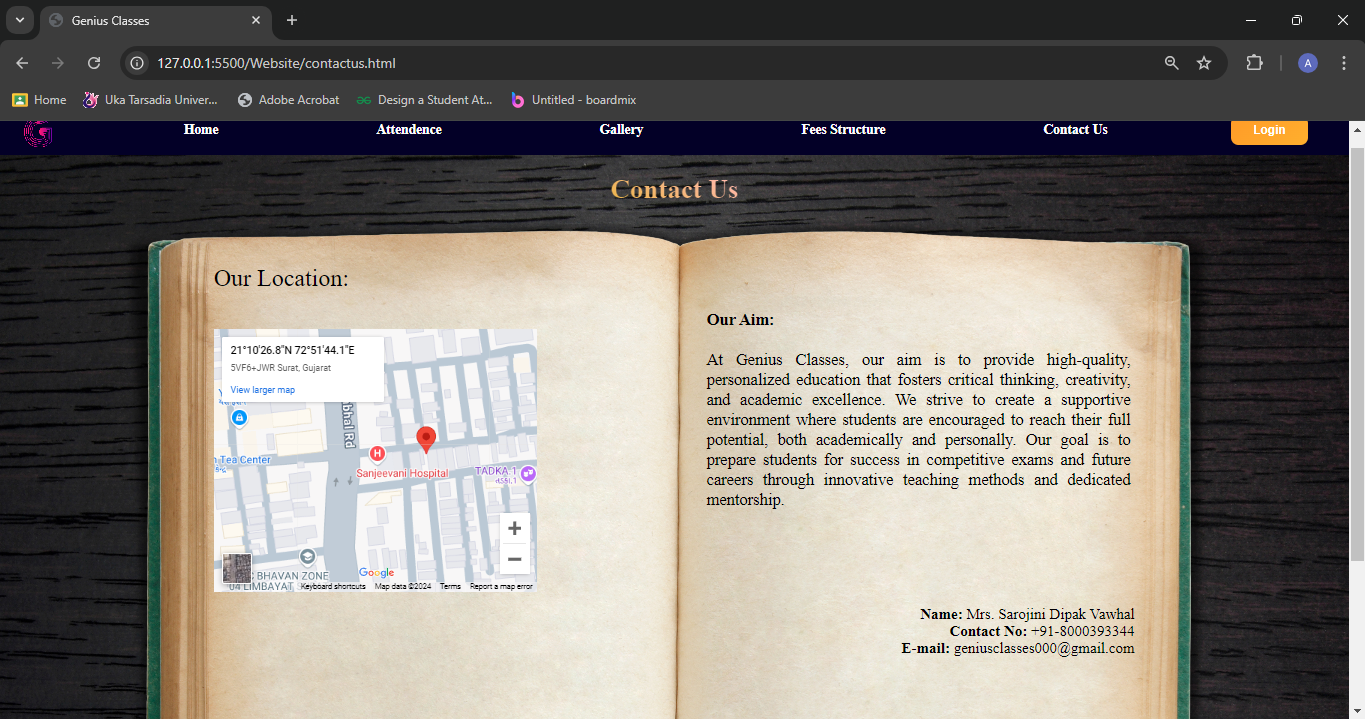 Genius Classes
127.0.0.1:5500/Website/contactus.html
A
Home
Uka Tarsadia Univer...
Adobe Acrobat
Design a Student At...
Untitled - boardmix
Home
Attendence
Gallery
Fees Structure
Contact Us
Login
Contact Us
Our Location:
21°10'26.8"N 72°51'44.1"E
5VF6+JWR Surat, Gujarat
View larger map
Tea Center
H
Sanjeevani Hospital
TADKA 1
BHAVAN ZONE
04 LIMBAYAT
Google
Keyboard shortcuts
Map data ©2024
Terms
Report a map error
Our Aim:
At Genius Classes, our aim is to provide high-quality,
personalized education that fosters critical thinking, creativity,
and academic excellence. We strive to create a supportive
environment where students are encouraged to reach their full
potential, both academically and personally. Our goal is to
prepare students for success in competitive exams and future
careers through innovative teaching methods and dedicated
mentorship.
Name: Mrs. Sarojini Dipak Vawhal
Contact No: +91-8000393344
E-mail: geniusclasses000@gmail.com